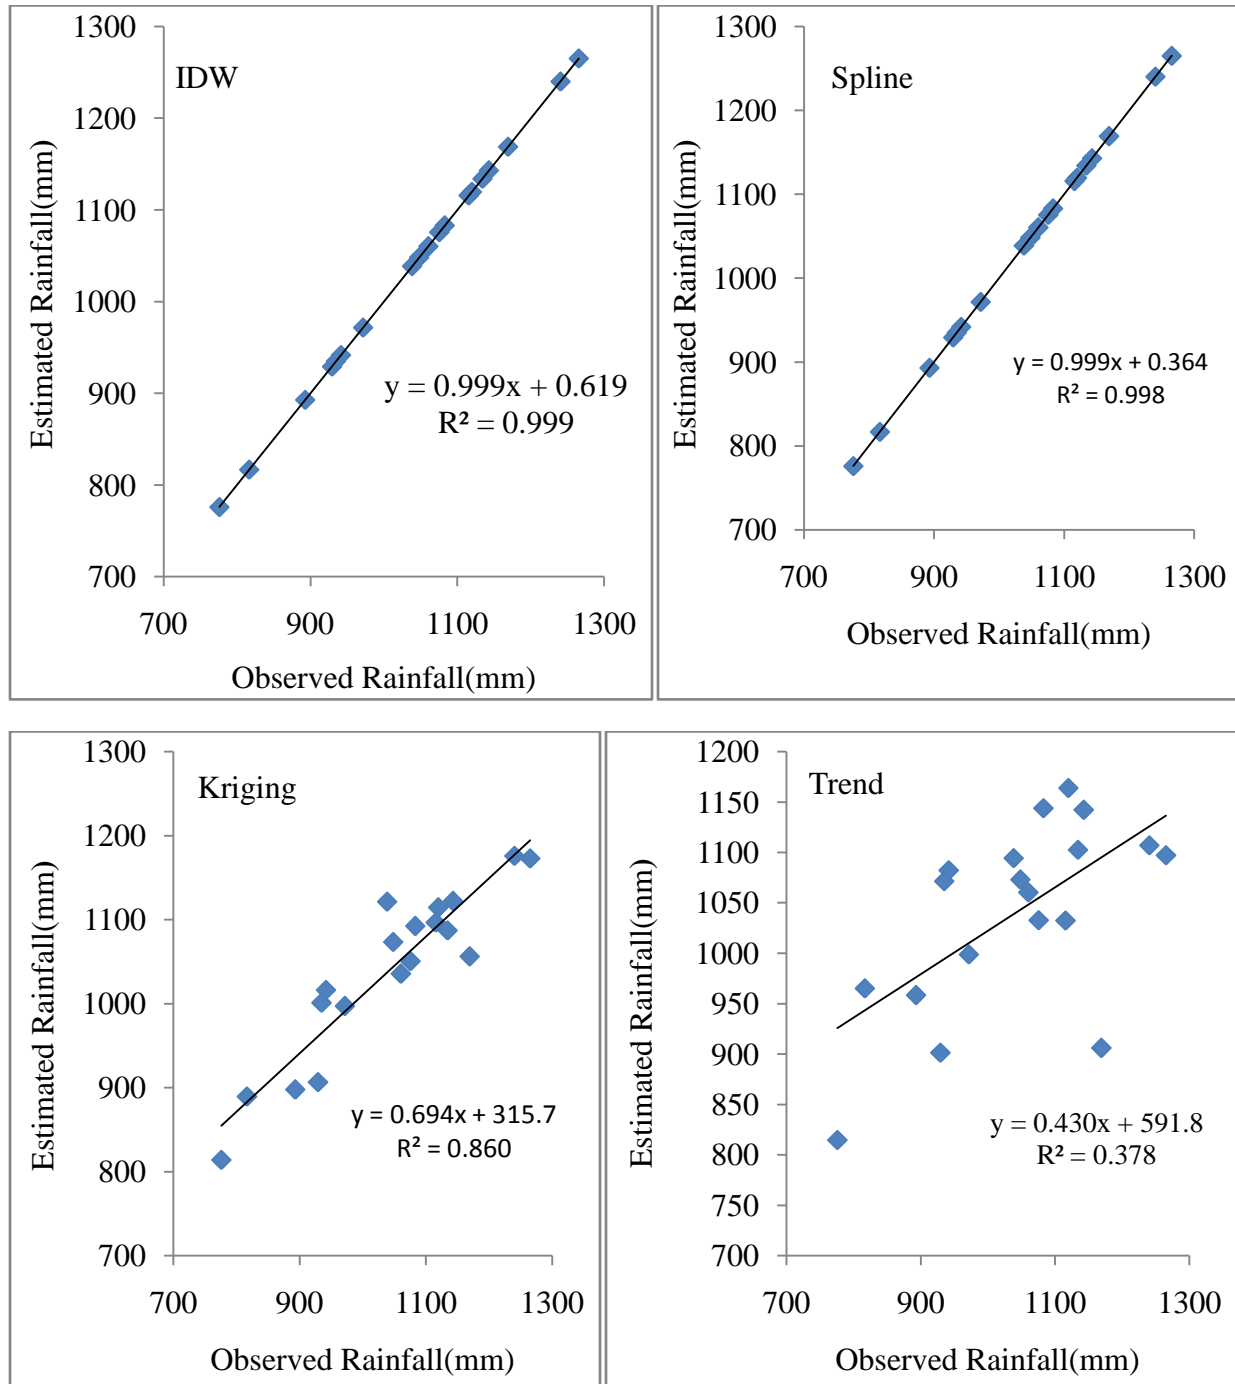 IDW
Estimated Rainfall(mm)
1300
1200
1100
1000
900
800
700
y = 0.999x + 0.619
R² = 0.999
700 900 1100 1300
Observed Rainfall(mm)
Spline
Estimated Rainfall(mm)
1300
1200
1100
1000
900
800
700
y = 0.999x + 0.364
R² = 0.998
700 900 1100 1300
Observed Rainfall(mm)
Kriging
Estimated Rainfall(mm)
1300
1200
1100
1000
900
800
700
y = 0.694x + 315.7
R² = 0.860
700 900 1100 1300
Observed Rainfall(mm)
Trend
Estimated Rainfall(mm)
1200
1150
1100
1050
1000
950
900
850
800
750
700
y = 0.430x + 591.8
R² = 0.378
700 900 1100 1300
Observed Rainfall(mm)